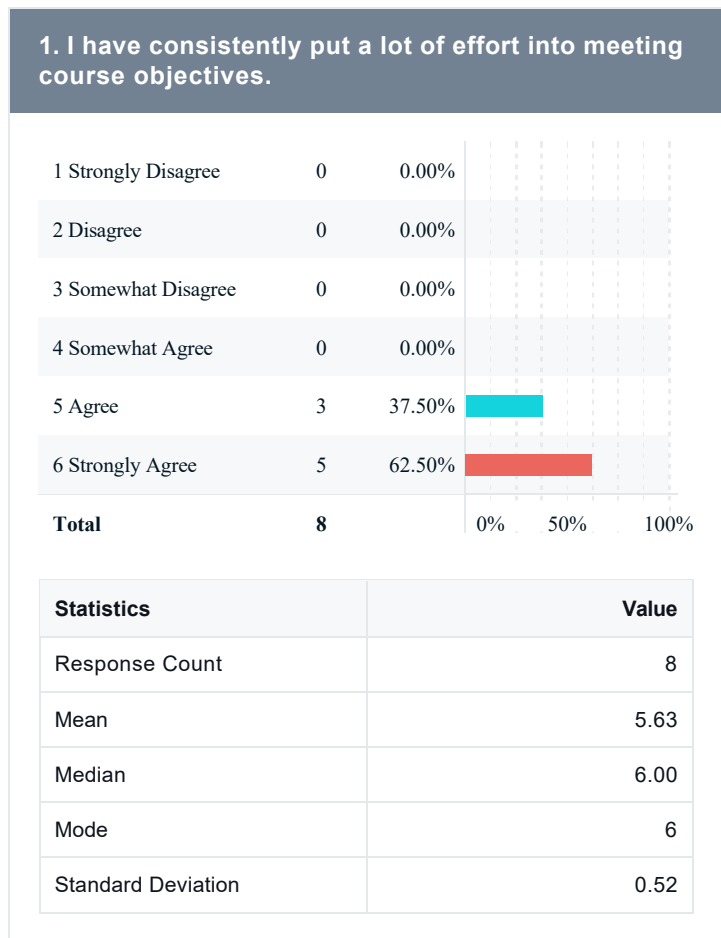 1. I have consistently put a lot of effort into meeting
course objectives.
1 Strongly Disagree 0 0.00%
2 Disagree 0 0.00%
3 Somewhat Disagree 0 0.00%
4 Somewhat Agree 0 0.00%
5 Agree 3 37.50%
6 Strongly Agree 5 62.50%
Total 8 0% 50% 100%
Statistics Value
Response Count 8
Mean 5.63
Median 6.00
Mode 6
Standard Deviation 0.52